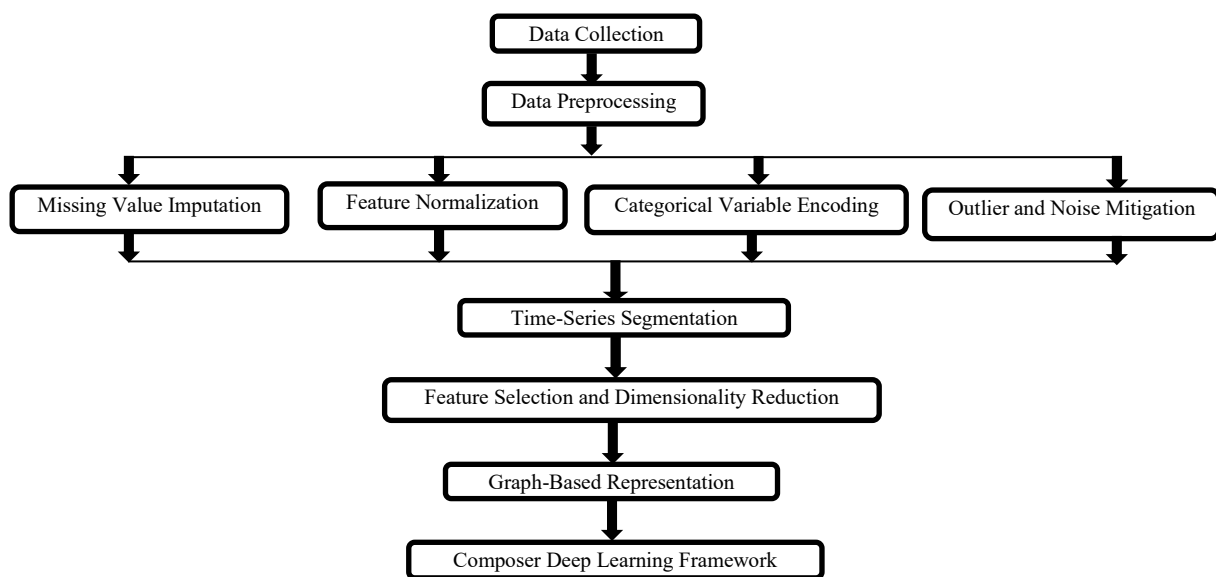 Data Collection
Data Preprocessing
Missing Value Imputation
Feature Normalization
Categorical Variable Encoding
Outlier and Noise Mitigation
Time-Series Segmentation
Feature Selection and Dimensionality Reduction
Graph-Based Representation
Composer Deep Learning Framework